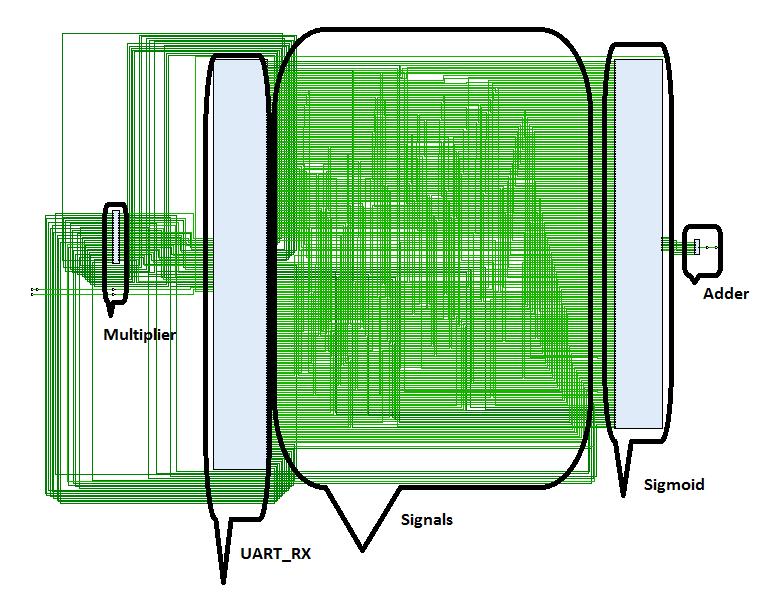 Multiplier
Adder
Sigmoid
Signals
UART_RX